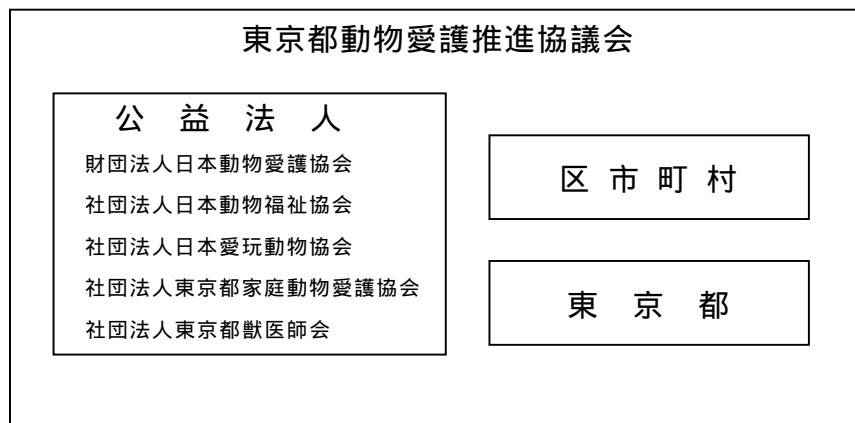 東京都動物愛護推進協議会
公益法人
財団法人日本動物愛護協会
社団法人日本動物福祉協会
社団法人日本愛玩動物協会
社団法人東京都家庭動物愛護協会
社団法人東京都獣医師会
区市町村
東京都